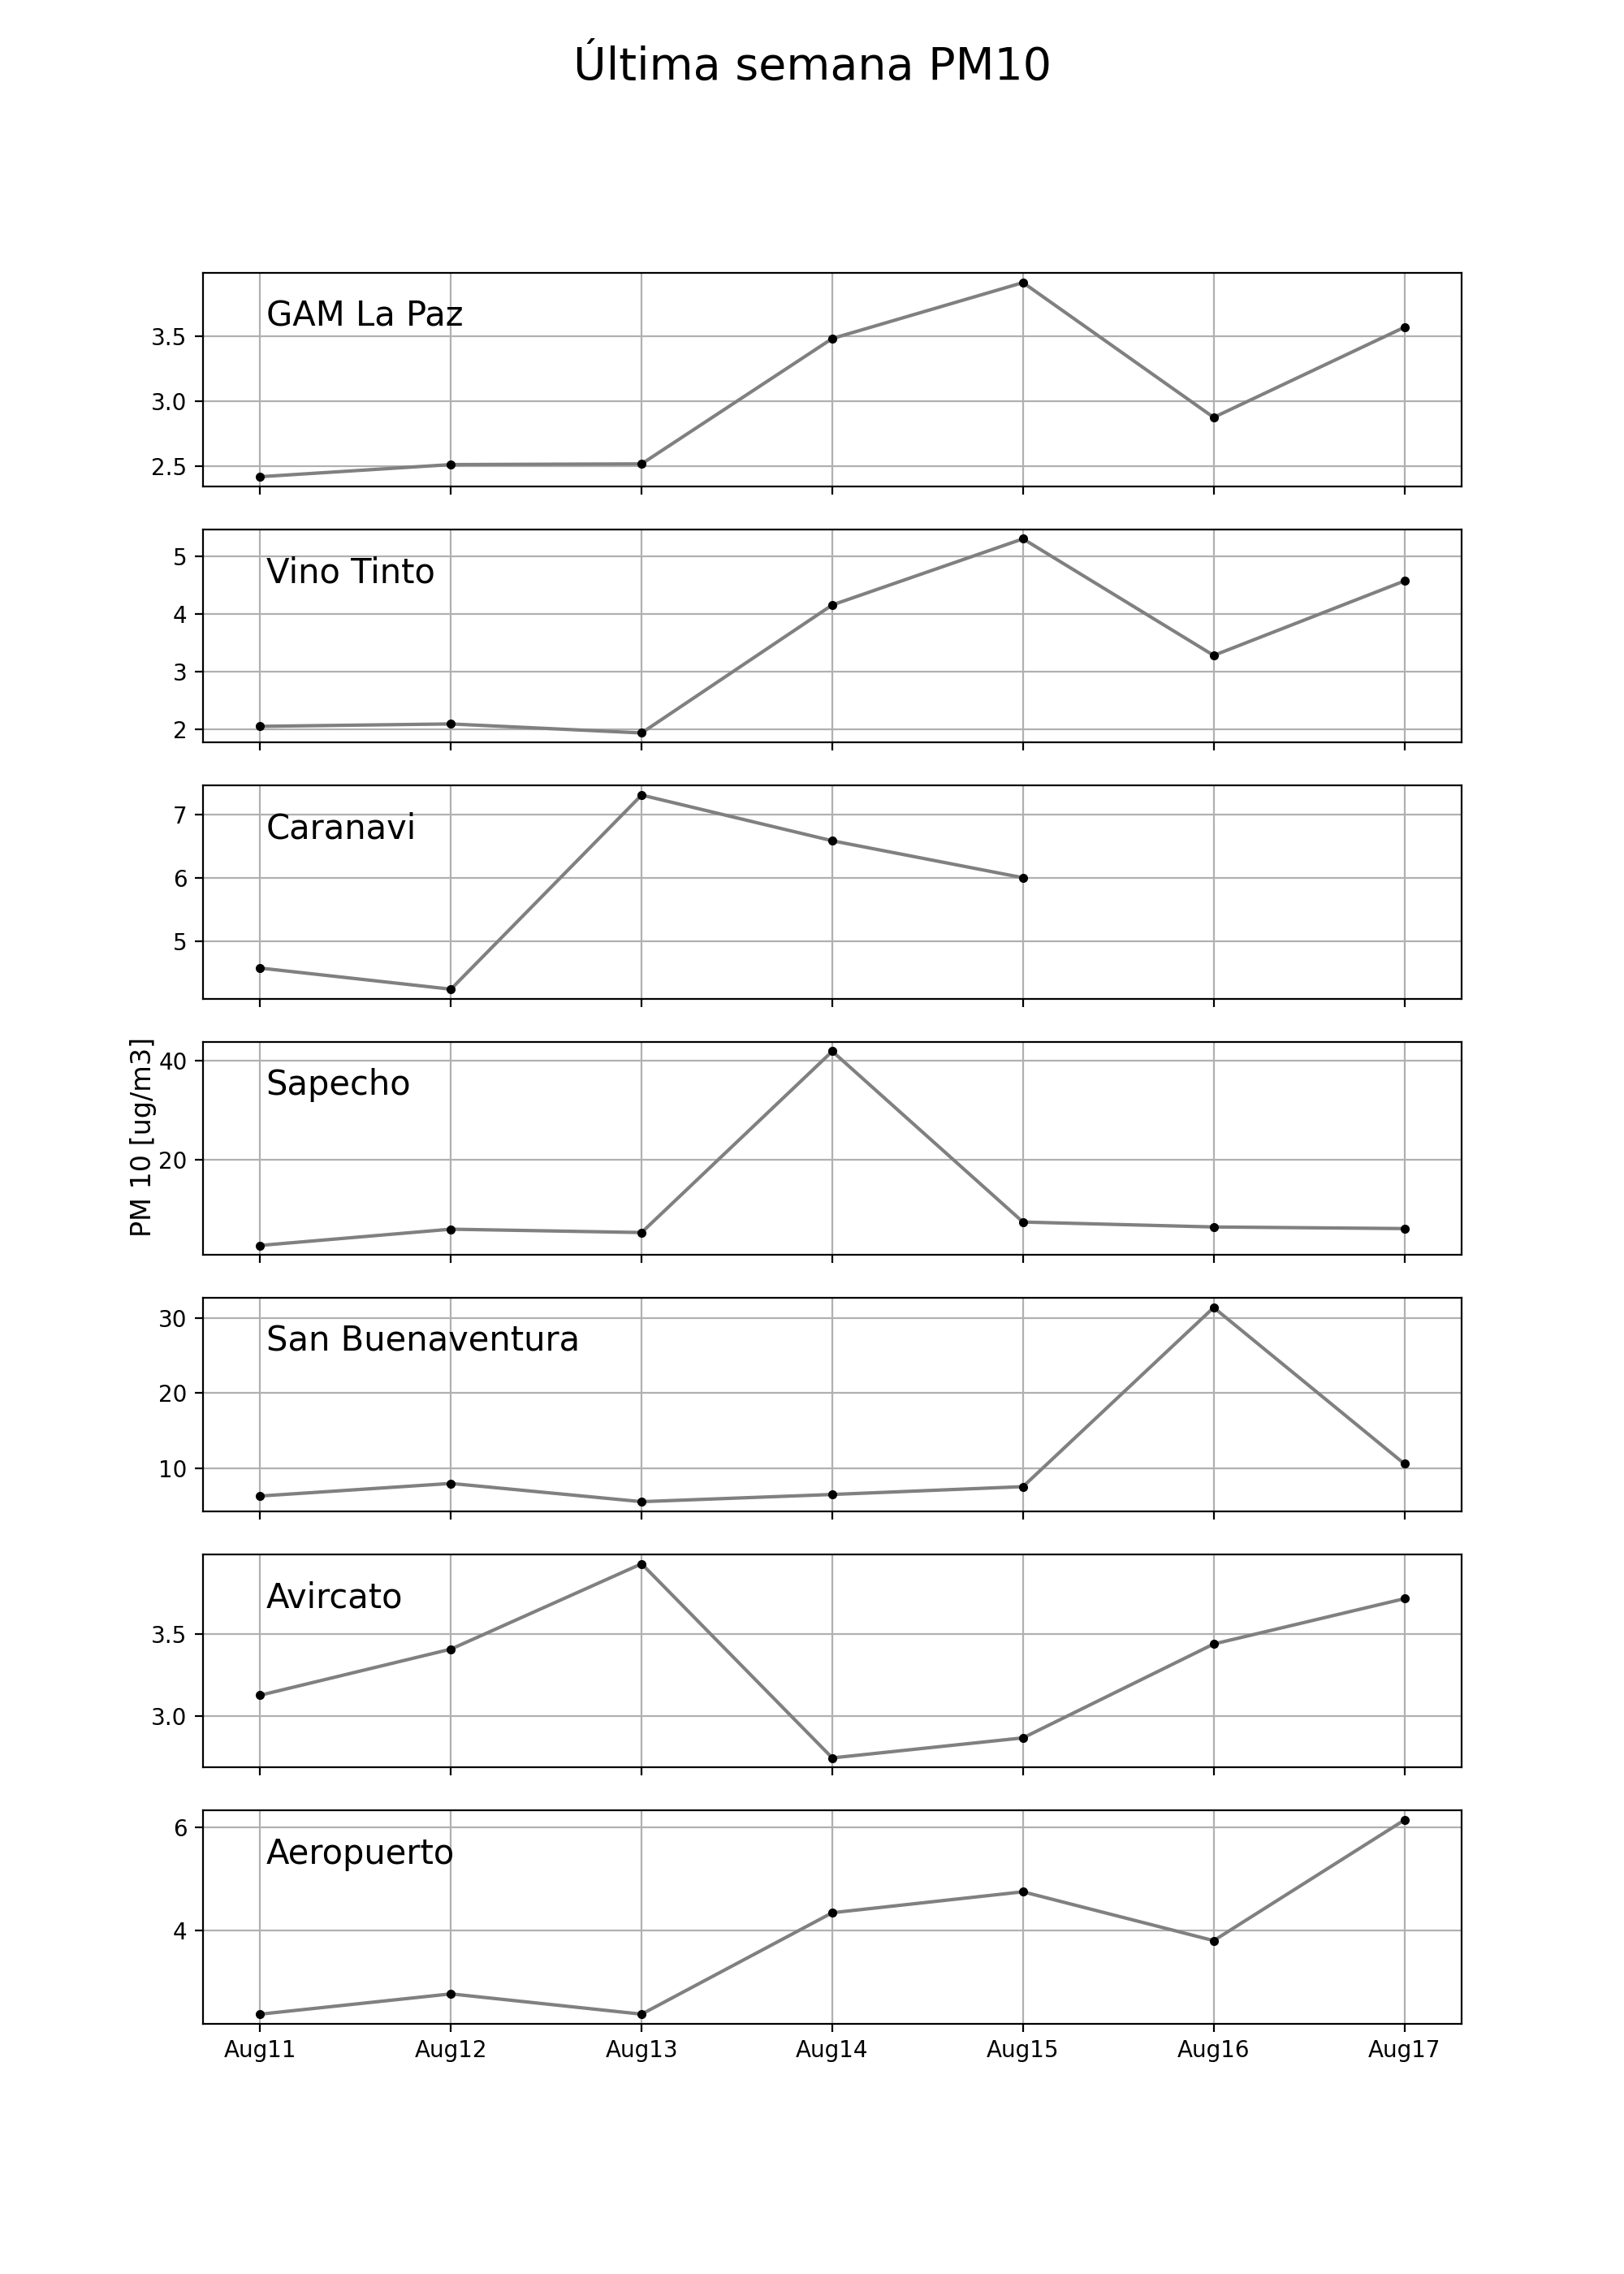 Última semana PM10
GAM La Paz
3.5
3.0
2.5
Vino Tinto
5
4
3
2
Caranavi
7
6
5
PM 10 [ug/m3]
Sapecho
40
20
San Buenaventura
30
20
10
Avircato
3.5
3.0
Aeropuerto
6
4
Aug11 Aug12 Aug13 Aug14 Aug15 Aug16 Aug17